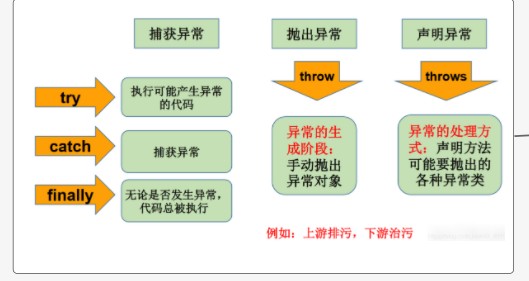 捕获异常
抛出异常
声明异常
try
执行可能产生异常
的代码
catch
捕获异常
finally
无论是否发生异常，
代码总被执行
throw
异常的生
成阶段：
手动抛出
异常对象
throws
异常的处理方
式：声明方法
可能要抛出的
各种异常类
例如：上游排污，下游治污